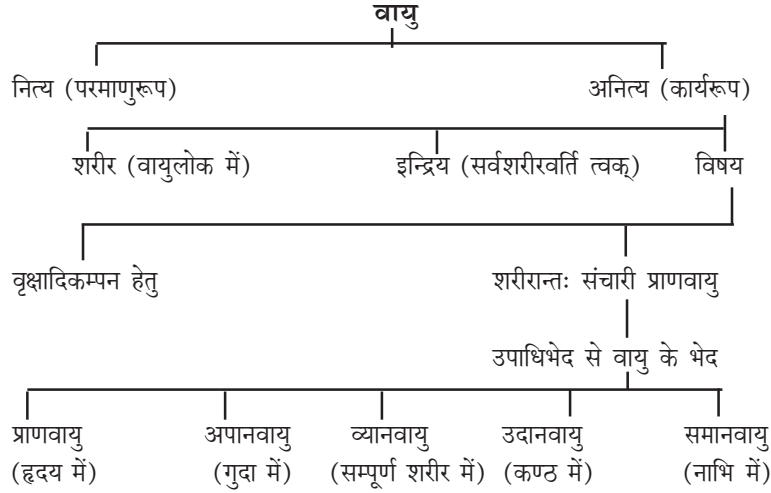 वायु
नित्य (परमाणुरूप) अनित्य (कार्यरूप)
शरीर (वायुलोक में) इन्द्रिय (सर्वशरीरवर्ति त्वक्) विषय
वृक्षादिकम्पन हेतु शरीरान्तः संचारी प्राणवायु
उपाधिभेद से वायु के भेद
प्राणवायु अपानवायु व्यानवायु उदानवायु समानवायु
(हृदय में) (गुदा में) (सम्पूर्ण शरीर में) (कण्ठ में) (नाभि में)